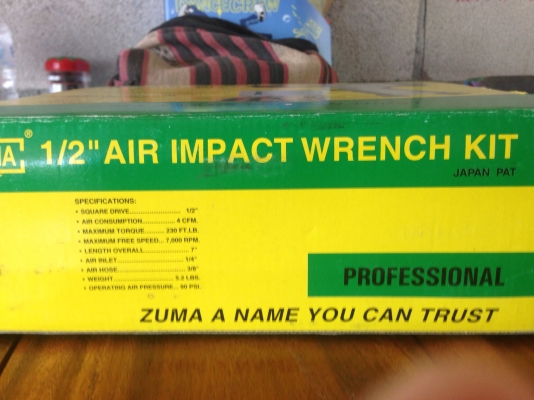 MA® 1/2" AIR IMPACT WRENCH KIT
JAPAN PAT
SPECIFICATIONS:
• SQUARE DRIVE............................ 1/2"
• AIR CONSUMPTION................. 4 CFM.
• MAXIMUM TORQUE........... 230 FT.LB.
• MAXIMUM FREE SPEED... 7,000 RPM.
• LENGTH OVERALL..................... 7"
• AIR INLET................................ 1/4"
• AIR HOSE................................. 3/8"
• WEIGHT............................ LBS.
• OPERATING AIR PRESSURE... 90 PSI.
PROFESSIONAL
ZUMA A NAME YOU CAN TRUST